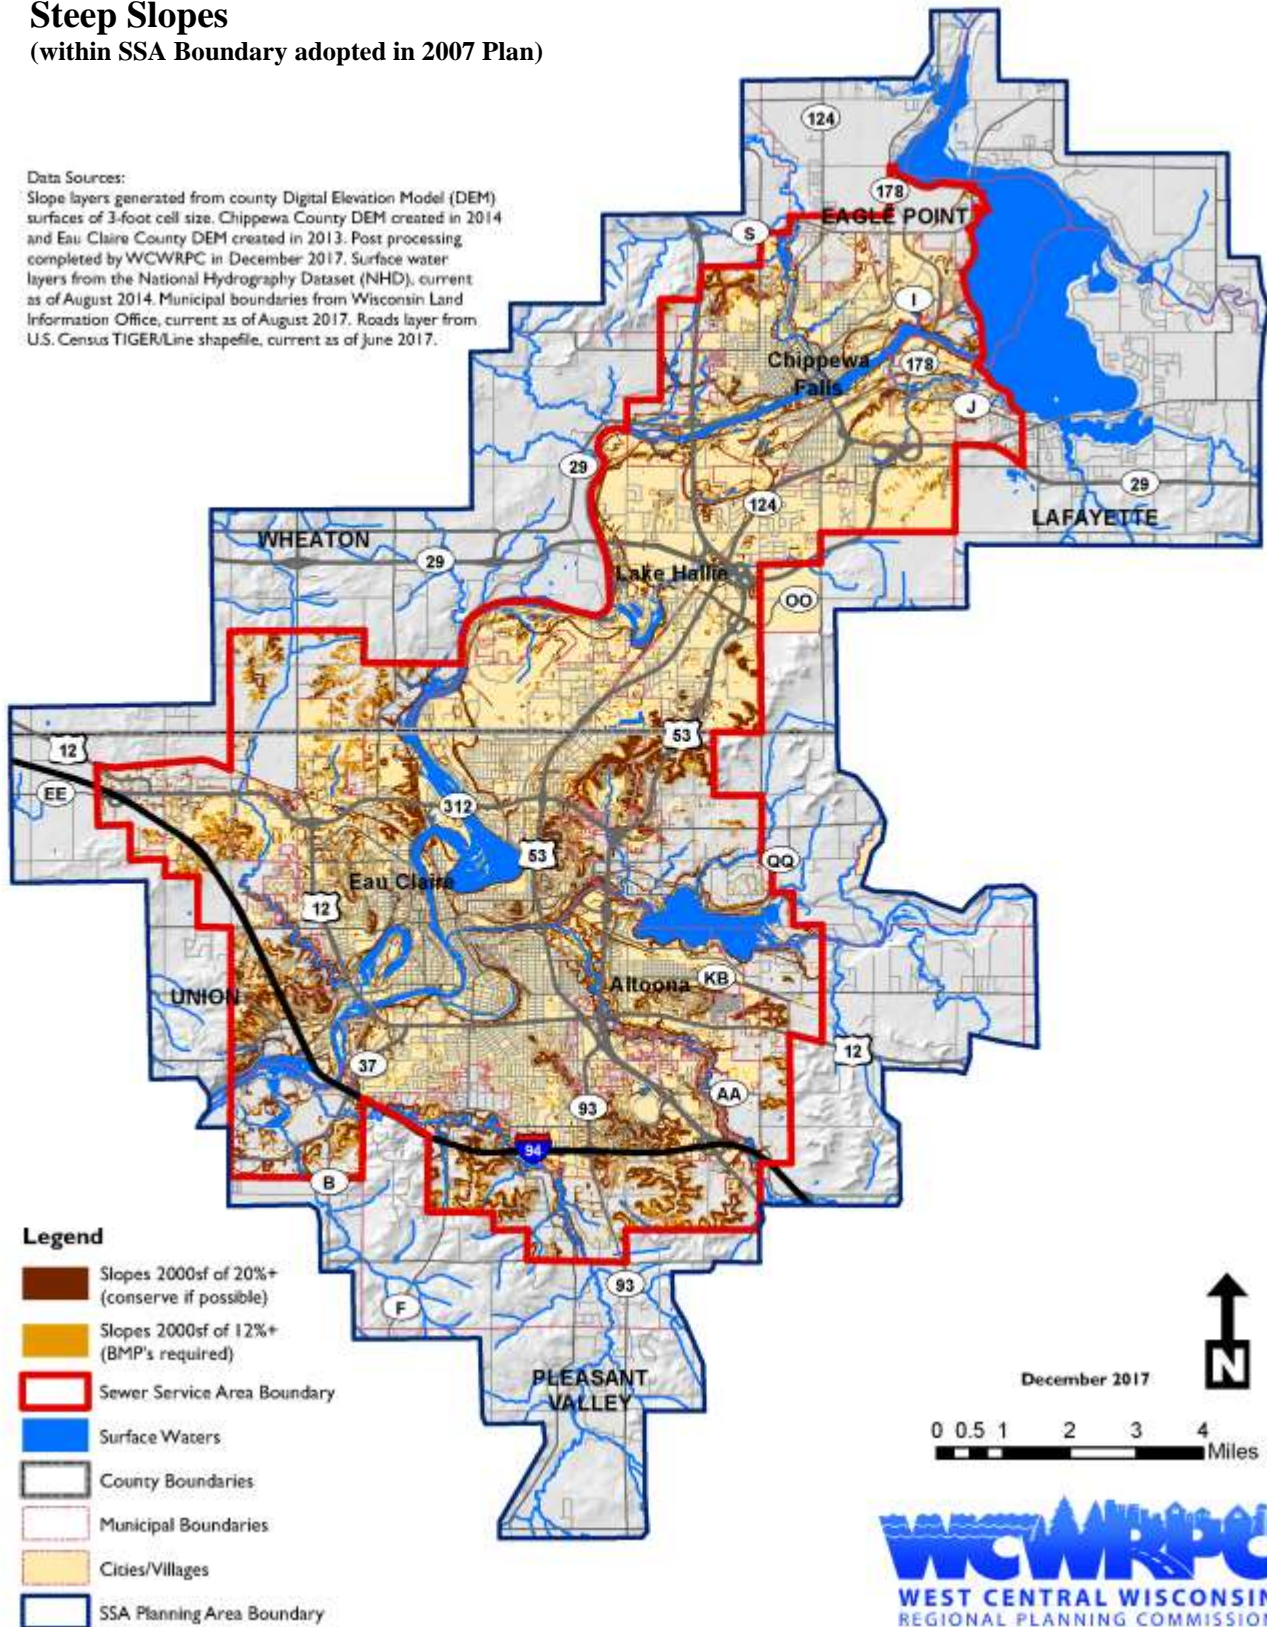 Steep Slopes
(within SSA Boundary adopted in 2007 Plan)
Data Sources:
Slope layers generated from county Digital Elevation Model (DEM)
surfaces of 3-foot cell size. Chippewa County DEM created in 2014
and Eau Claire County DEM created in 2013. Post processing
completed by WCWRPC in December 2017. Surface water
layers from the National Hydrography Dataset (NHD), current
as of August 2014. Municipal boundaries from Wisconsin Land
Information Office, current as of August 2017. Roads layer from
U.S. Census TIGER/Line shapefile, current as of June 2017.
124
178
EAGLE POINT
S
I
Chippewa
Falls
178
J
29
124
29
LAFAYETTE
WHEATON
29
Lake Hallie
OO
12
53
EE
312
53
QQ
Eau Claire
12
Altoona
KB
UNION
12
37
AA
93
94
B
93
F
PLEASANT
VALLEY
Legend
Slopes 2000sf of 20%+
(conserve if possible)
Slopes 2000sf of 12%+
(BMP's required)
Sewer Service Area Boundary
Surface Waters
County Boundaries
Municipal Boundaries
Cities/Villages
SSA Planning Area Boundary
N
December 2017
0 0.5 1 2 3 4
Miles
WCWRPC
WEST CENTRAL WISCONSIN
REGIONAL PLANNING COMMISSION